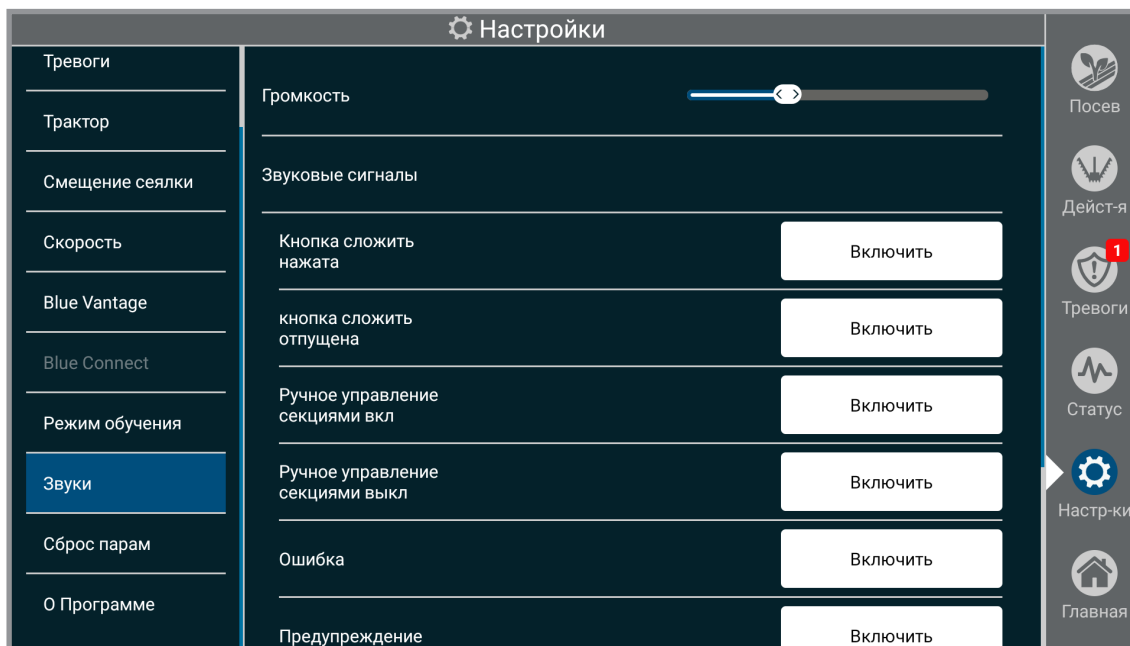 Настройки
Тревоги
Трактор
Смещение сеялки
Скорость
Blue Vantage
Blue Connect
Режим обучения
Звуки
Сброс парам
О Программе
Громкость
Звуковые сигналы
Кнопка сложить
нажата
Включить
кнопка сложить
отпущена
Включить
Ручное управление
секциями вкл
Включить
Ручное управление
секциями выкл
Включить
Ошибка
Включить
Предупреждение
Включить
Посев
Дейст-я
1
Тревоги
Статус
Настр-ки
Главная